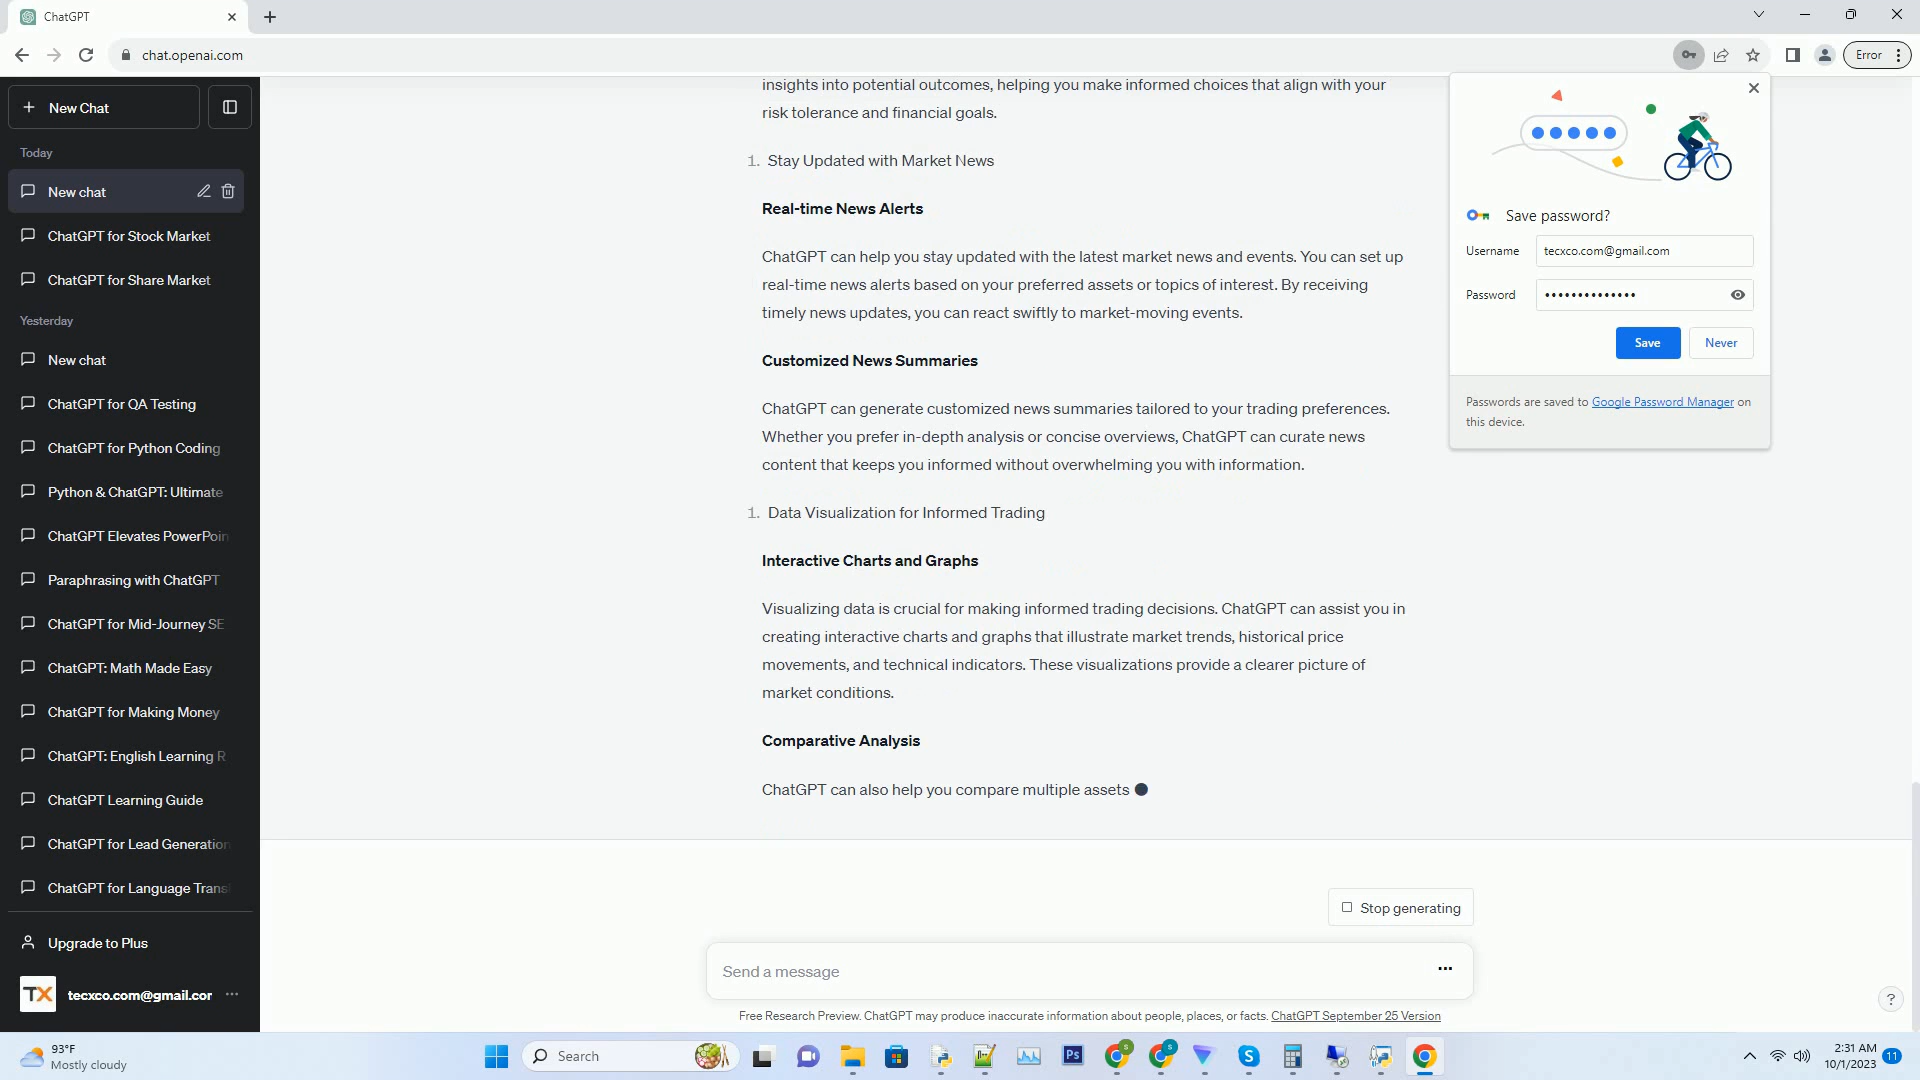 ChatGPT
chat.openai.com
Error
New Chat
Today
New chat
ChatGPT for Stock Market
ChatGPT for Share Market
Yesterday
New chat
ChatGPT for QA Testing
ChatGPT for Python Coding
Python & ChatGPT: Ultimate
ChatGPT Elevates PowerPoin
Paraphrasing with ChatGPT
ChatGPT for Mid-Journey SE
ChatGPT: Math Made Easy
ChatGPT for Making Money
ChatGPT: English Learning R
ChatGPT Learning Guide
ChatGPT for Lead Generation
ChatGPT for Language Trans
Upgrade to Plus
TX
tecxco.com@gmail.cor
insights into potential outcomes, helping you make informed choices that align with your
risk tolerance and financial goals.
1. Stay Updated with Market News
Real-time News Alerts
ChatGPT can help you stay updated with the latest market news and events. You can set up
real-time news alerts based on your preferred assets or topics of interest. By receiving
timely news updates, you can react swiftly to market-moving events.
Customized News Summaries
ChatGPT can generate customized news summaries tailored to your trading preferences.
Whether you prefer in-depth analysis or concise overviews, ChatGPT can curate news
content that keeps you informed without overwhelming you with information.
1. Data Visualization for Informed Trading
Interactive Charts and Graphs
Visualizing data is crucial for making informed trading decisions. ChatGPT can assist you in
creating interactive charts and graphs that illustrate market trends, historical price
movements, and technical indicators. These visualizations provide a clearer picture of
market conditions.
Comparative Analysis
ChatGPT can also help you compare multiple assets
Stop generating
Send a message
Free Research Preview. ChatGPT may produce inaccurate information about people, places, or facts. ChatGPT September 25 Version
?
Save password?
Username tecxco.com@gmail.com
Password ••••••••••••••
Save Never
Passwords are saved to Google Password Manager on
this device.
93°F
Mostly cloudy
Search
Ps
S
S
S
2:31 AM
10/1/2023
11